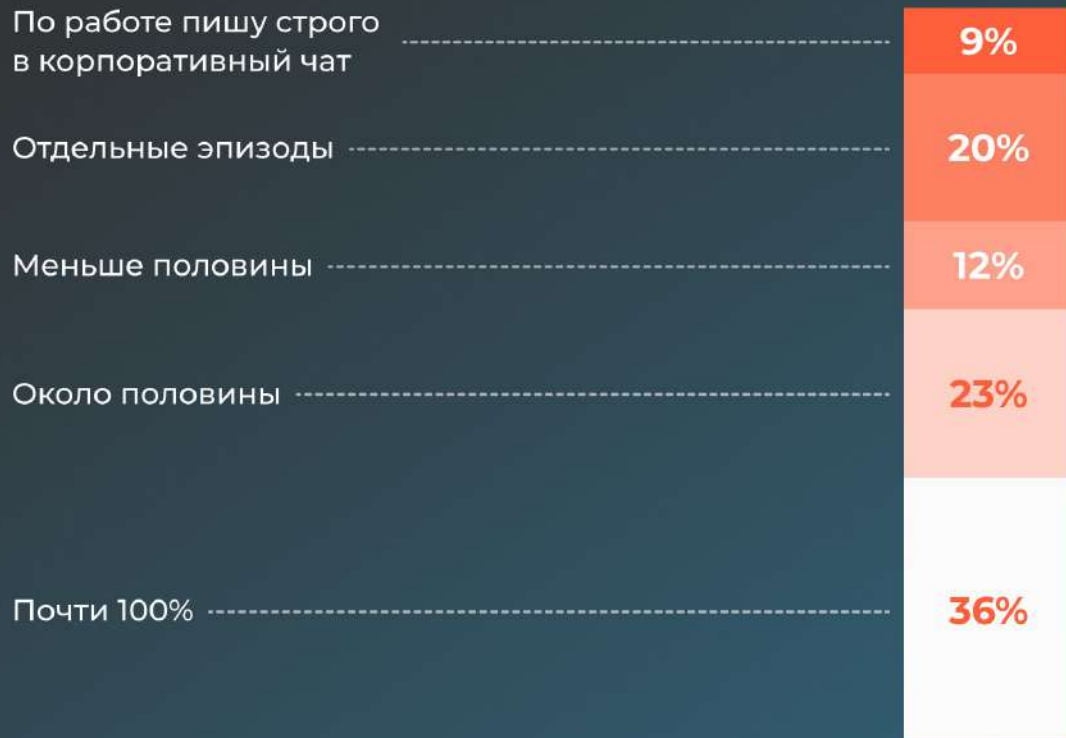 По работе пишу строго
в корпоративный чат
9%
Отдельные эпизоды
20%
Меньше половины
12%
Около половины
23%
Почти 100%
36%